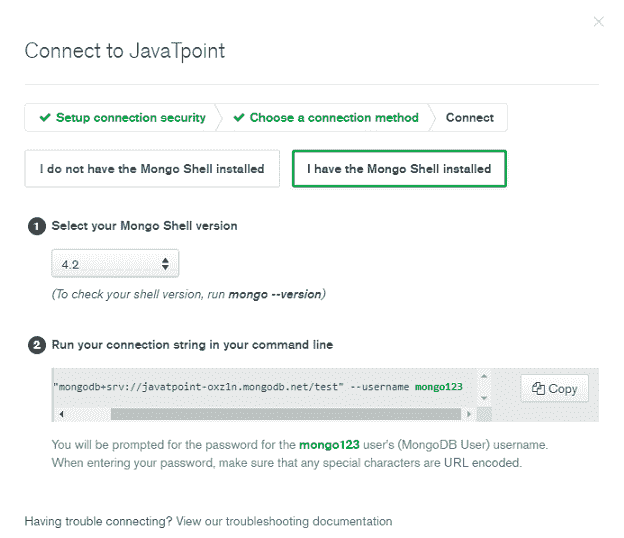 Connect to JavaTpoint
Setup connection security
Choose a connection method
Connect
I do not have the Mongo Shell installed
I have the Mongo Shell installed
1 Select your Mongo Shell version
4.2
(To check your shell version, run mongo --version)
2 Run your connection string in your command line
"mongodb+srv://javatpoint-oxz1n.mongodb.net/test" --username mongo123
Copy
You will be prompted for the password for the mongo123 user's (MongoDB User) username.
When entering your password, make sure that any special characters are URL encoded.
Having trouble connecting? View our troubleshooting documentation